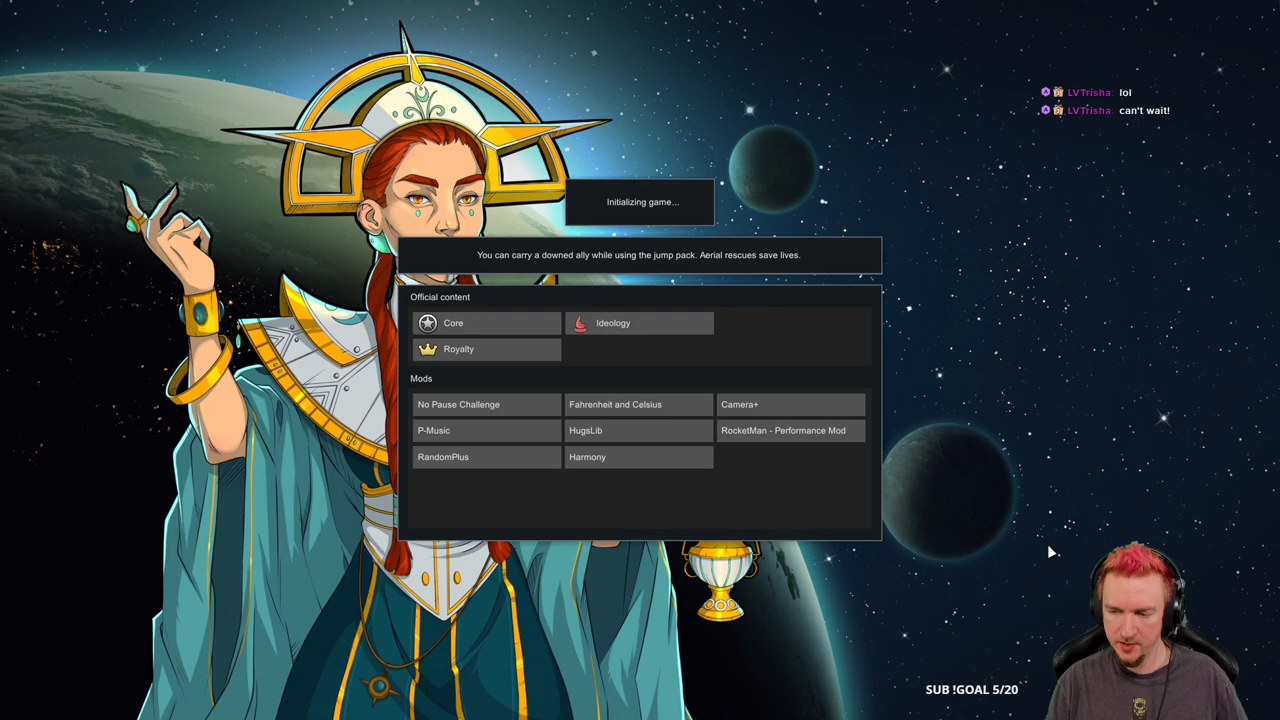 LVTrisha: lol
LVTrisha: can't wait!
Initializing game...
You can carry a downed ally while using the jump pack. Aerial rescues save lives.
Official content
Core
Ideology
Royalty
Mods
No Pause Challenge
Fahrenheit and Celsius
Camera+
P-Music
HugsLib
RocketMan - Performance Mod
RandomPlus
Harmony
SUB !GOAL 5/20